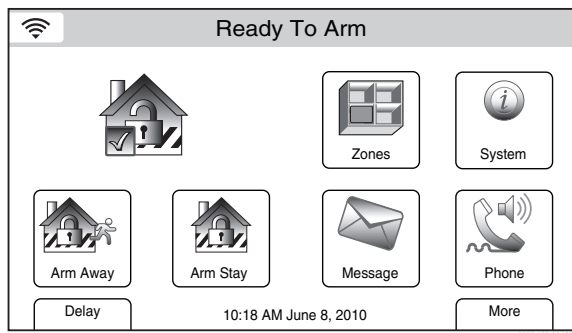 Ready To Arm
Zones
System
Arm Away
Arm Stay
Message
Phone
Delay
10:18 AM June 8, 2010
More